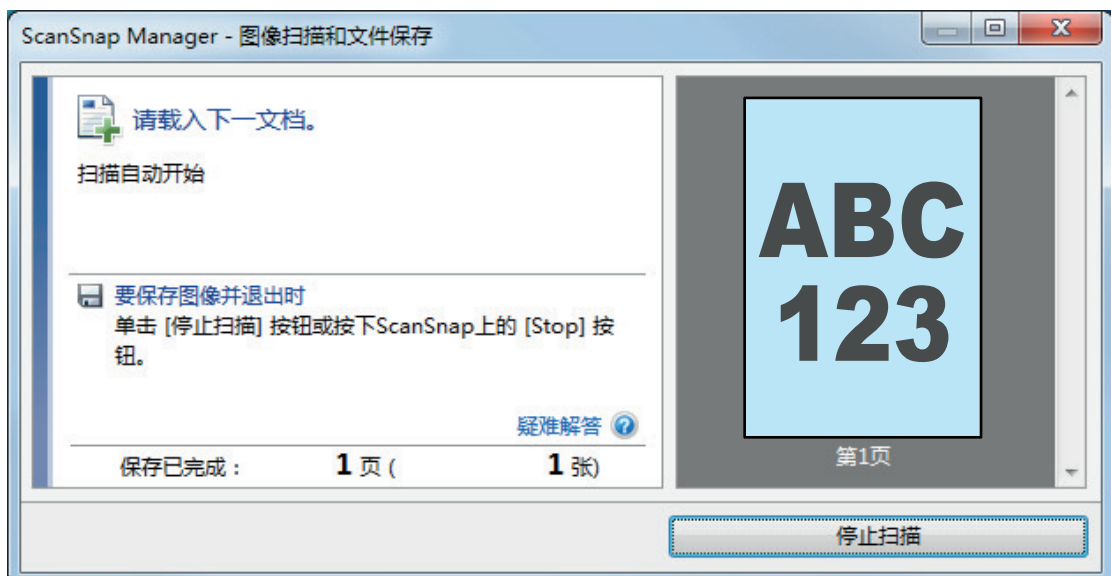 ScanSnap Manager - 图像扫描和文件保存
请载入下一文档。
扫描自动开始
要保存图像并退出时
单击 [停止扫描] 按钮或按下ScanSnap上的 [Stop] 按
钮。
疑难解答
保存已完成： 1 页 ( 1 张)
ABC
123
第1页
停止扫描